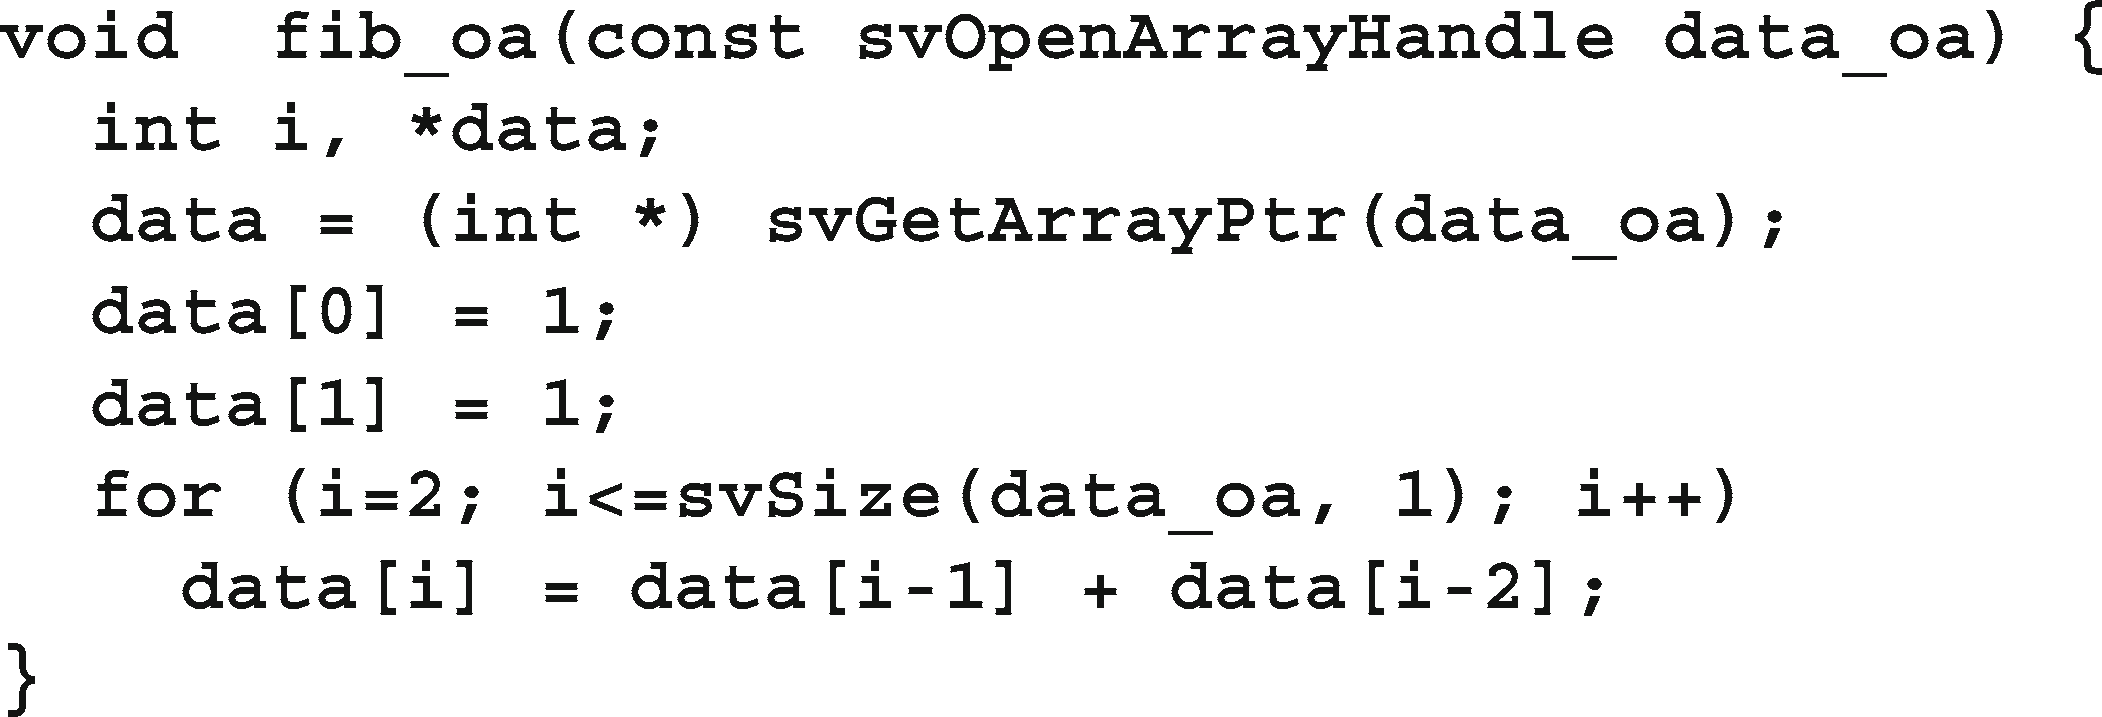 void  fib_oa(const svOpenArrayHandle data_oa) {
  int i, *data;
  data = (int *) svGetArrayPtr(data_oa);
  data[0] = 1;
  data[1] = 1;
  for (i=2; i<=svSize(data_oa, 1); i++)
    data[i] = data[i-1] + data[i-2];
}